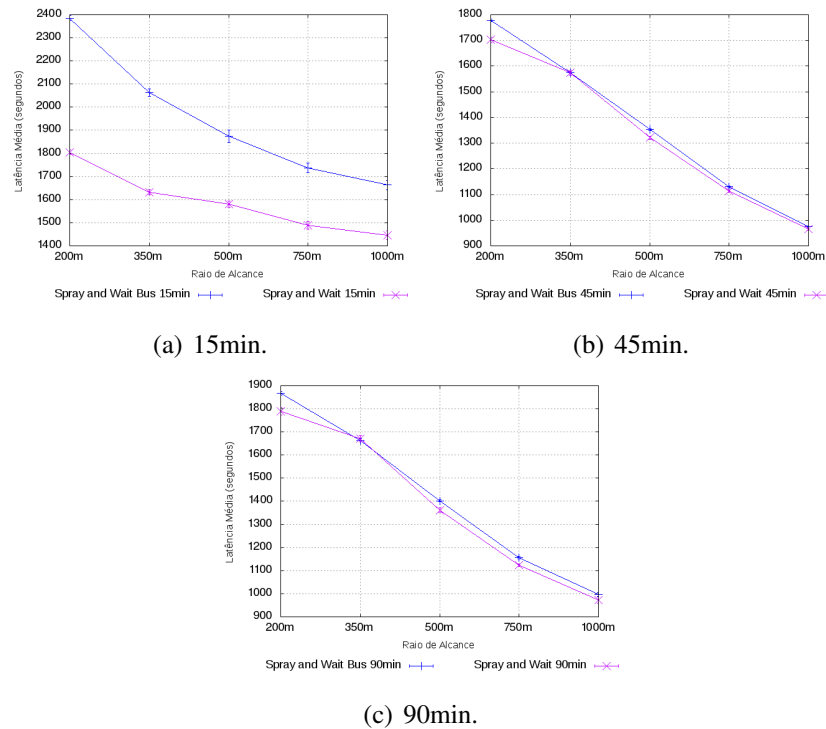 2400
2300
2200
2100
2000
1900
1800
1700
1600
1500
1400
Latência Média (segundos)
200m 350m 500m 750m 1000m
Raio de Alcance
Spray and Wait Bus 15min Spray and Wait 15min
(a) 15min.
1800
1700
1600
1500
1400
1300
1200
1100
1000
900
Latência Média (segundos)
200m 350m 500m 750m 1000m
Raio de Alcance
Spray and Wait Bus 45min Spray and Wait 45min
(b) 45min.
1900
1800
1700
1600
1500
1400
1300
1200
1100
1000
900
Latência Média (segundos)
200m 350m 500m 750m 1000m
Raio de Alcance
Spray and Wait Bus 90min Spray and Wait 90min
(c) 90min.